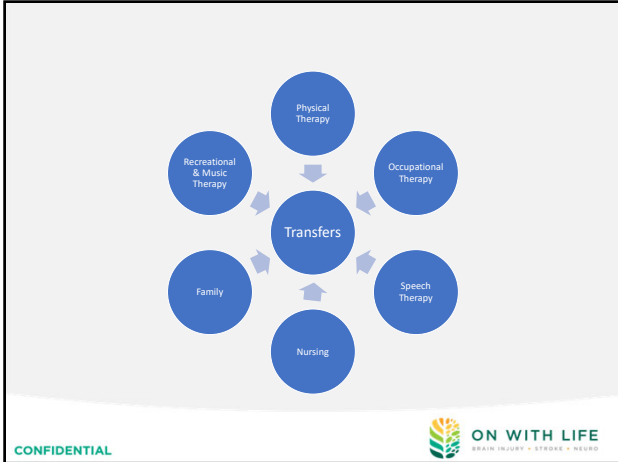 Physical
Therapy
Recreational
& Music
Therapy
Occupational
Therapy
Transfers
Family
Speech
Therapy
Nursing
CONFIDENTIAL
ON WITH LIFE
BRAIN INJURY • STROKE • NEURO